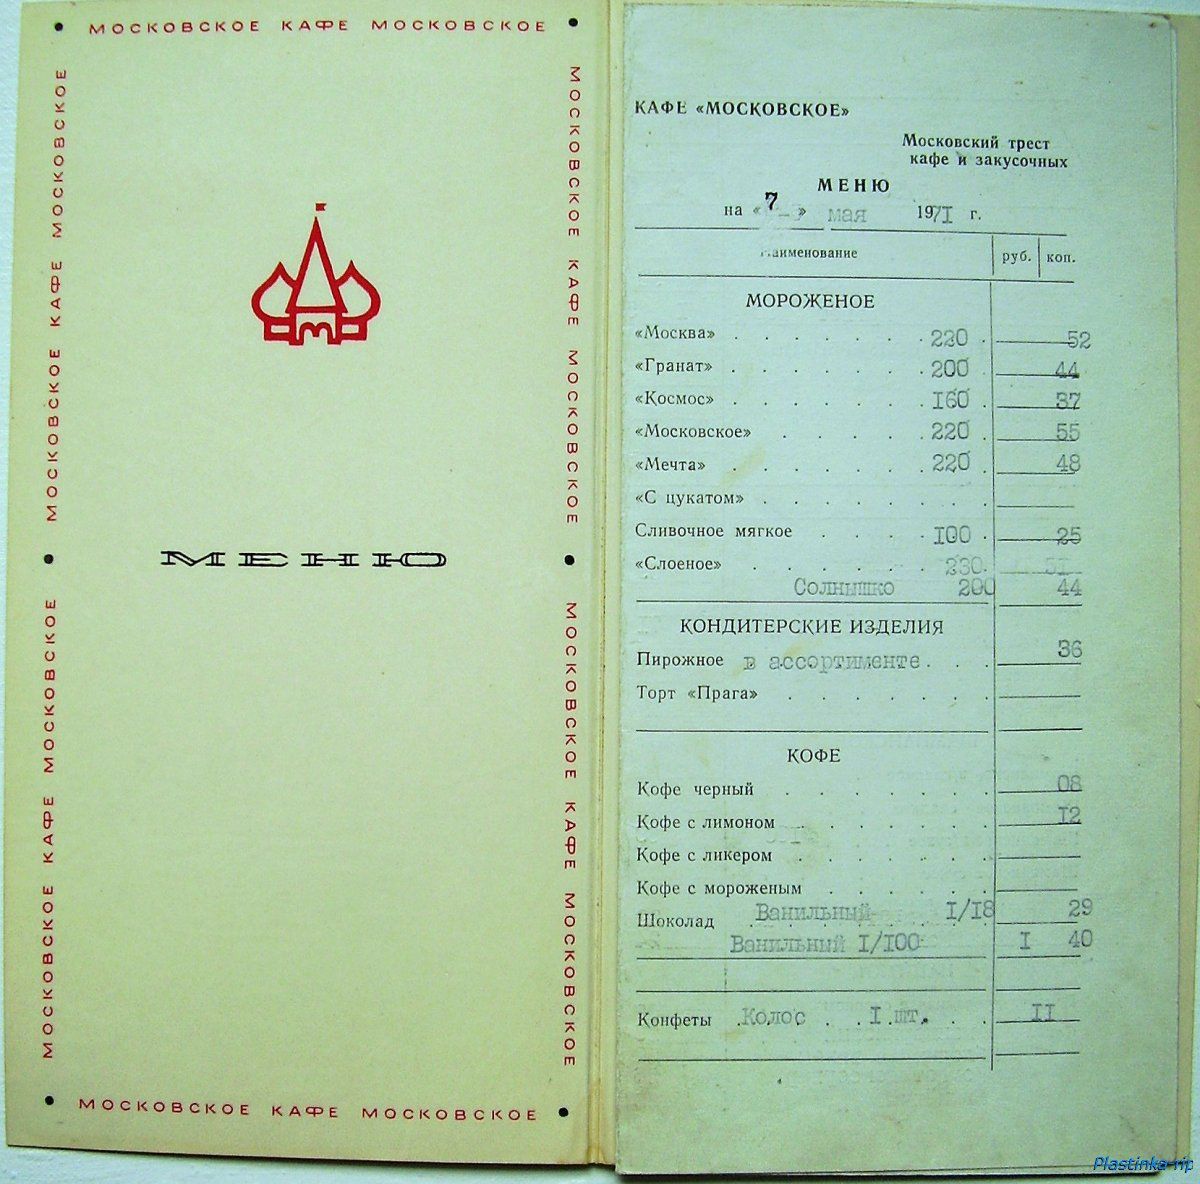 МОСКОВСКОЕ КАФЕ МОСКОВСКОЕ
МОСКОВСКОЕ КАФЕ МОСКОВСКОЕ
МОСКОВСКОЕ КАФЕ МОСКОВСКОЕ
МЕНЮ
МОСКОВСКОЕ КАФЕ МОСКОВСКОЕ
МОСКОВСКОЕ КАФЕ МОСКОВСКОЕ
МОСКОВСКОЕ КАФЕ МОСКОВСКОЕ
КАФЕ «МОСКОВСКОЕ»
Московский трест
кафе и закусочных
МЕНЮ
на « 7 » мая 1971 г.
Наименование руб. коп.
МОРОЖЕНОЕ
«Москва» . . . . . . . 220 . 52
«Гранат» . . . . . . . 200 44
«Космос» . . . . . . . 160 . 37
«Московское» . . . . . 220 . 55
«Мечта» . . . . . . . 220 . 48
«С цукатом» . . . . . . . .
Сливочное мягкое . . . . 100 . 25
«Слоеное» . . . . . . 230. 51
Солнышко 200 44
КОНДИТЕРСКИЕ ИЗДЕЛИЯ
Пирожное в ассортименте . . . 36
Торт «Прага» . . . . . . .
КОФЕ
Кофе черный . . . . . . . 08
Кофе с лимоном . . . . . . 12
Кофе с ликером . . . . . . .
Кофе с мороженым . . . . . .
Шоколад Ванильный 1/18 29
Ванильный 1/100 1 40
Конфеты Колос 1 шт. . . 11
Plastinka-rip